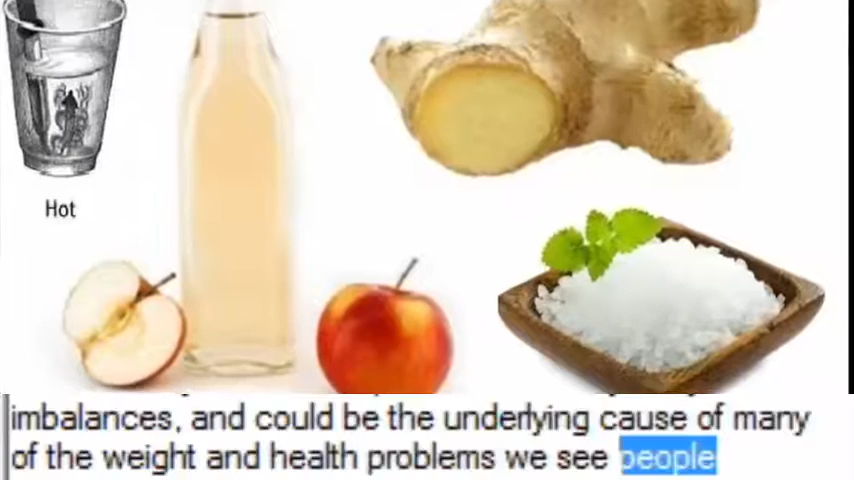 Hot
imbalances, and could be the underlying cause of many
of the weight and health problems we see people